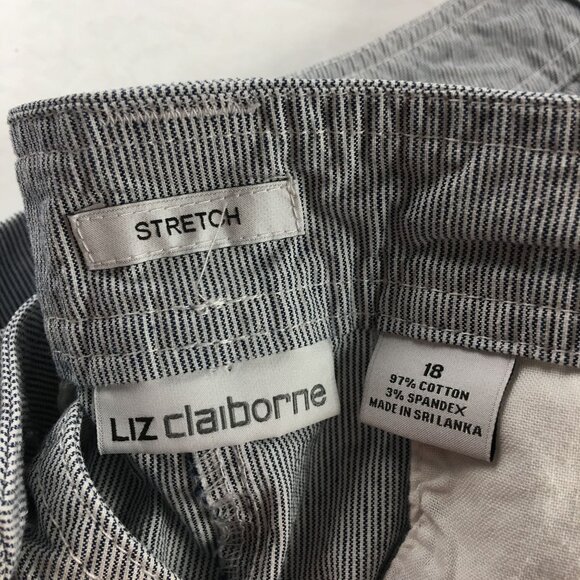 STRETCH
LIZ claiborne
18
97% COTTON
3% SPANDEX
MADE IN SRI LANKA